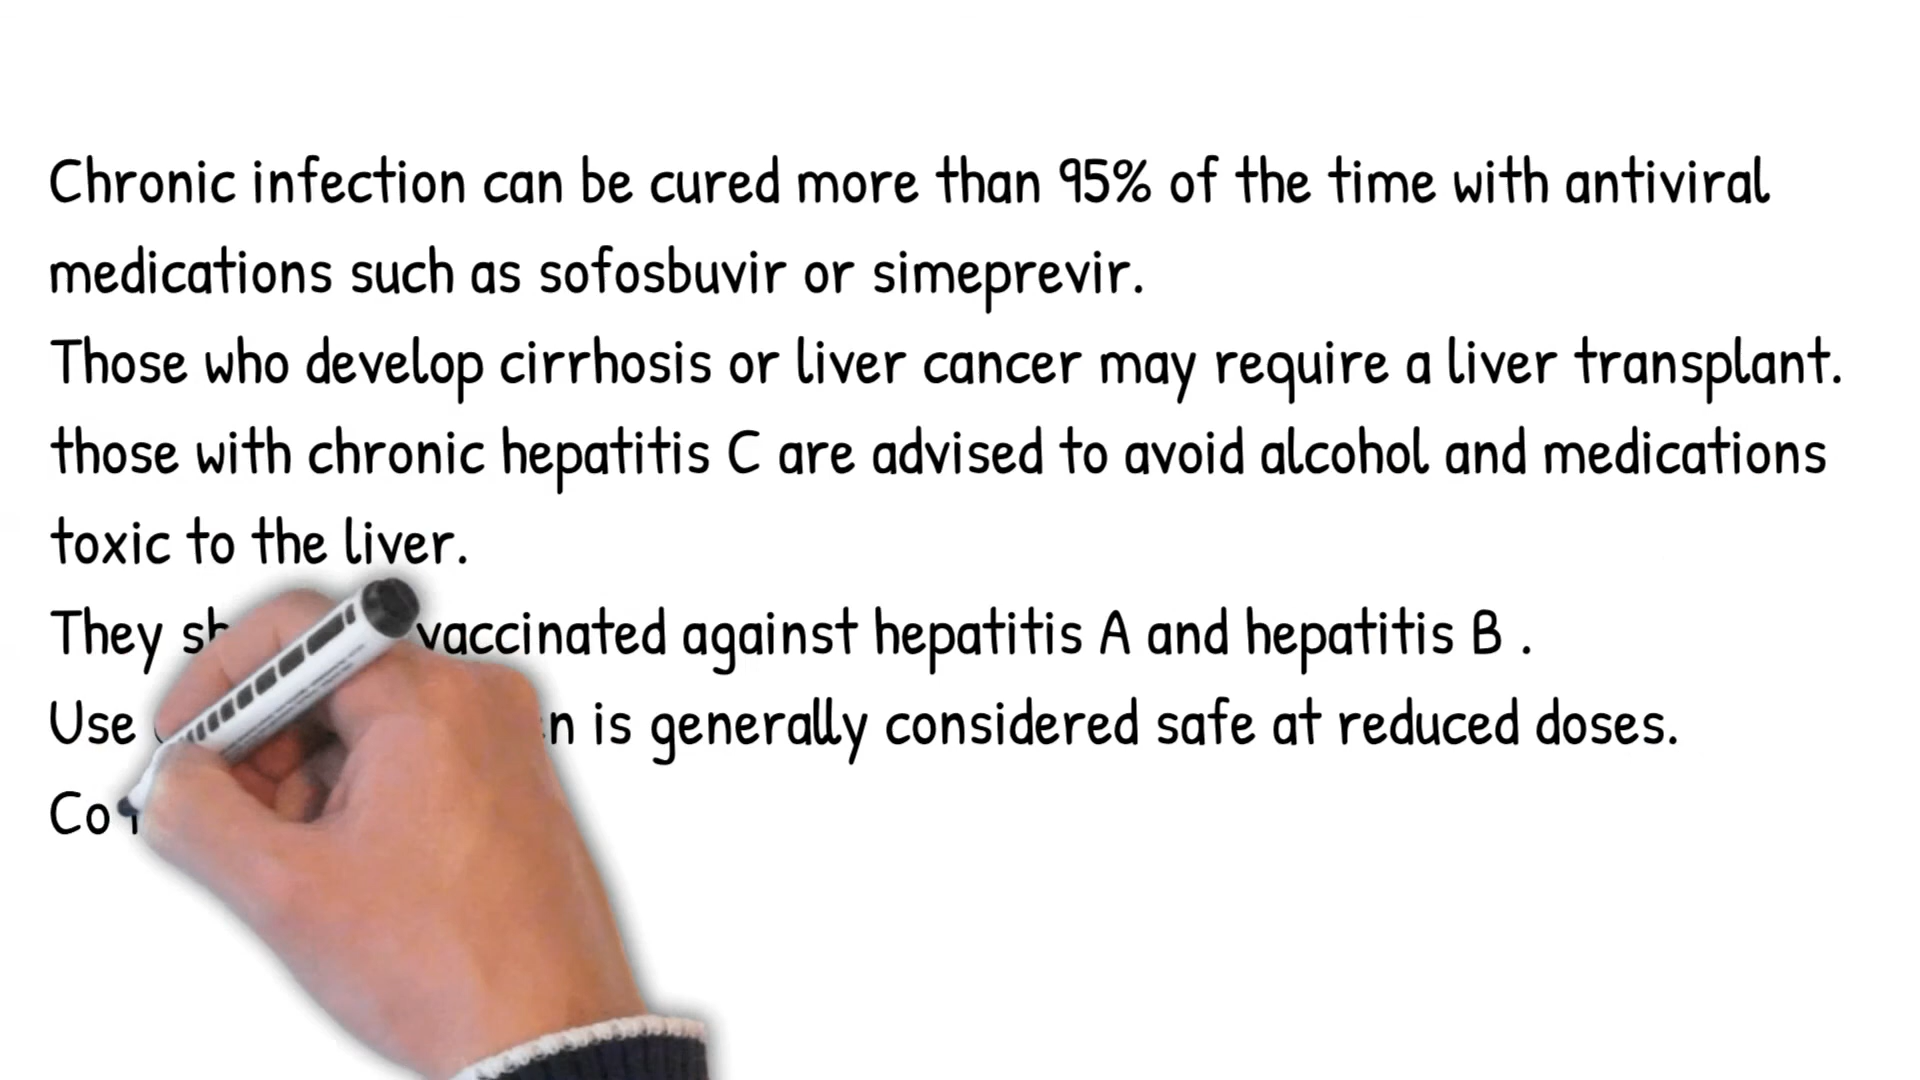 Chronic infection can be cured more than 95% of the time with antiviral
medications such as sofosbuvir or simeprevir.
Those who develop cirrhosis or liver cancer may require a liver transplant.
those with chronic hepatitis C are advised to avoid alcohol and medications
toxic to the liver.
They vaccinated against hepatitis A and hepatitis B .
Use is generally considered safe at reduced doses.